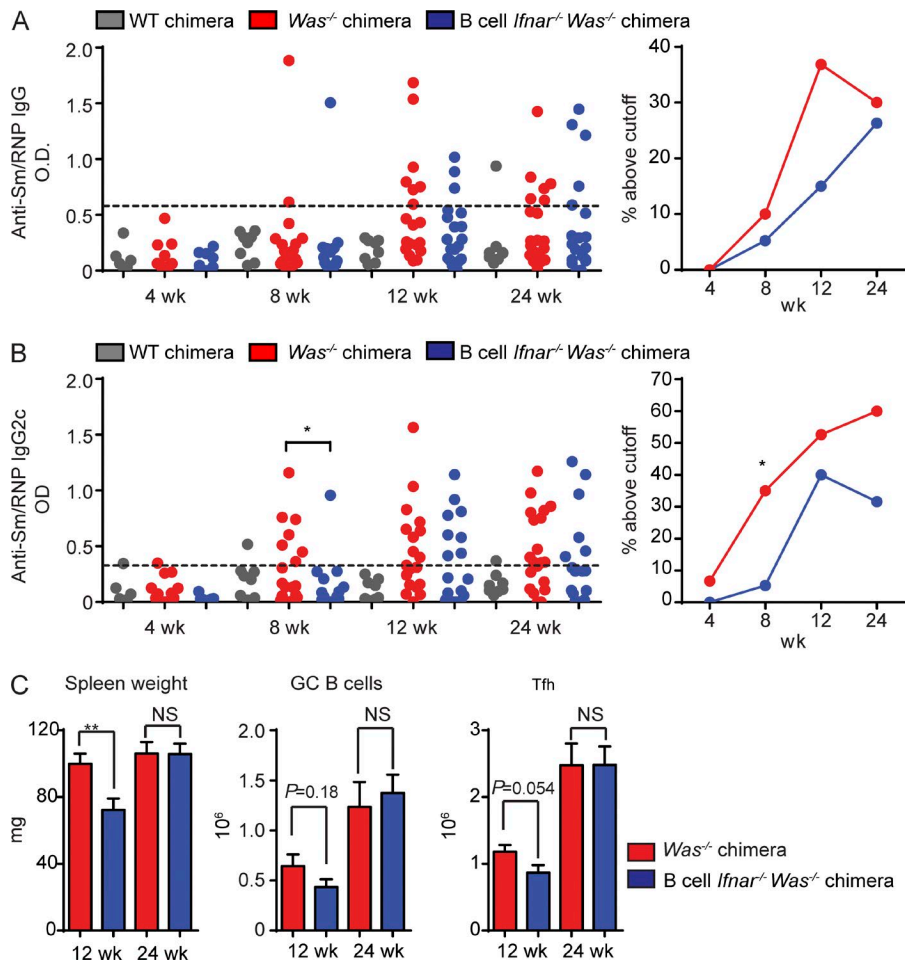 A
WT chimera Was-/- chimera B cell Ifnar-/- Was-/- chimera
Anti-Sm/RNP IgG
O.D.
2.0
1.5
1.0
0.5
0
4 wk 8 wk 12 wk 24 wk
% above cutoff
40
30
20
10
0
4 8 12 24
wk
B
WT chimera Was-/- chimera B cell Ifnar-/- Was-/- chimera
Anti-Sm/RNP IgG2c
OD
2.0
1.5
1.0
0.5
0
*
4 wk 8 wk 12 wk 24 wk
% above cutoff
70
60
50
40
30
20
10
0
*
4 8 12 24
wk
C
Spleen weight
mg
120
80
40
0
**
NS
12 wk 24 wk
GC B cells
10^6
2.0
1.5
1.0
0.5
0
P=0.18
NS
12 wk 24 wk
Tfh
10^6
3
2
1
0
P=0.054
NS
12 wk 24 wk
Was-/- chimera
B cell Ifnar-/- Was-/- chimera